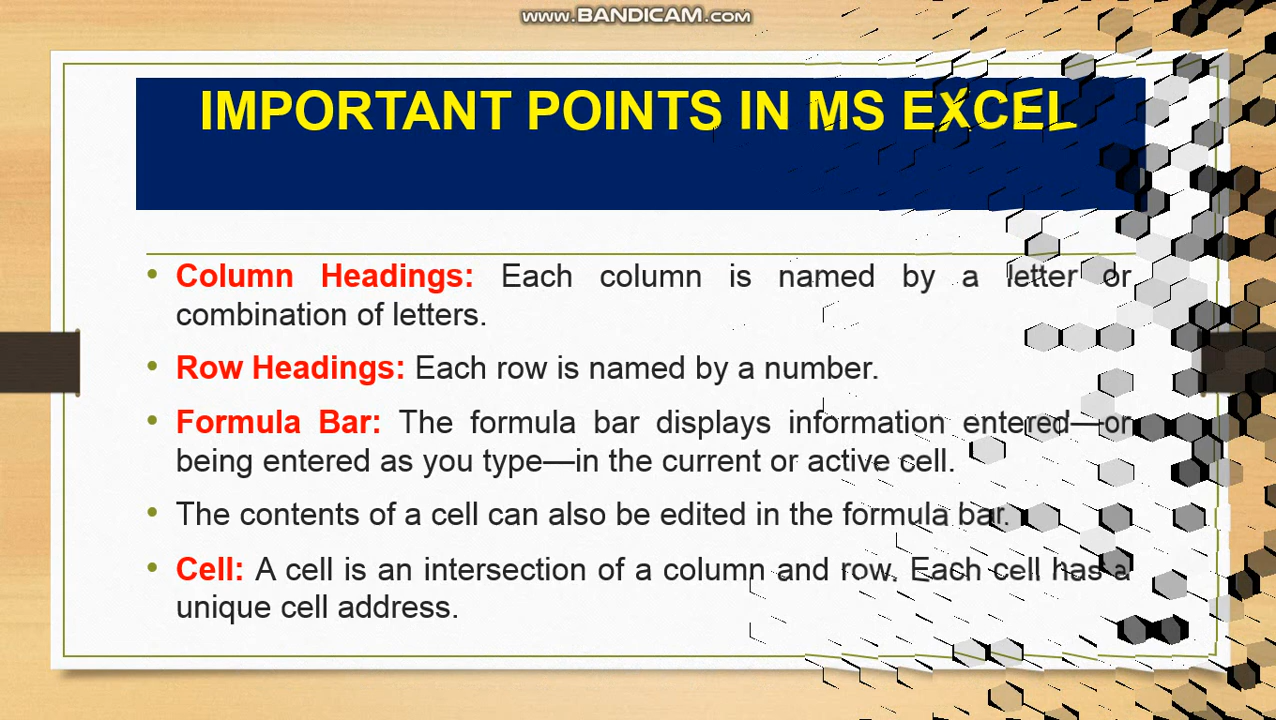 www.BANDICAM.com
IMPORTANT POINTS IN MS EXCEL
• Column Headings: Each column is named by a letter or
combination of letters.
• Row Headings: Each row is named by a number.
• Formula Bar: The formula bar displays information entered—or
being entered as you type—in the current or active cell.
• The contents of a cell can also be edited in the formula bar.
• Cell: A cell is an intersection of a column and row. Each cell has a
unique cell address.